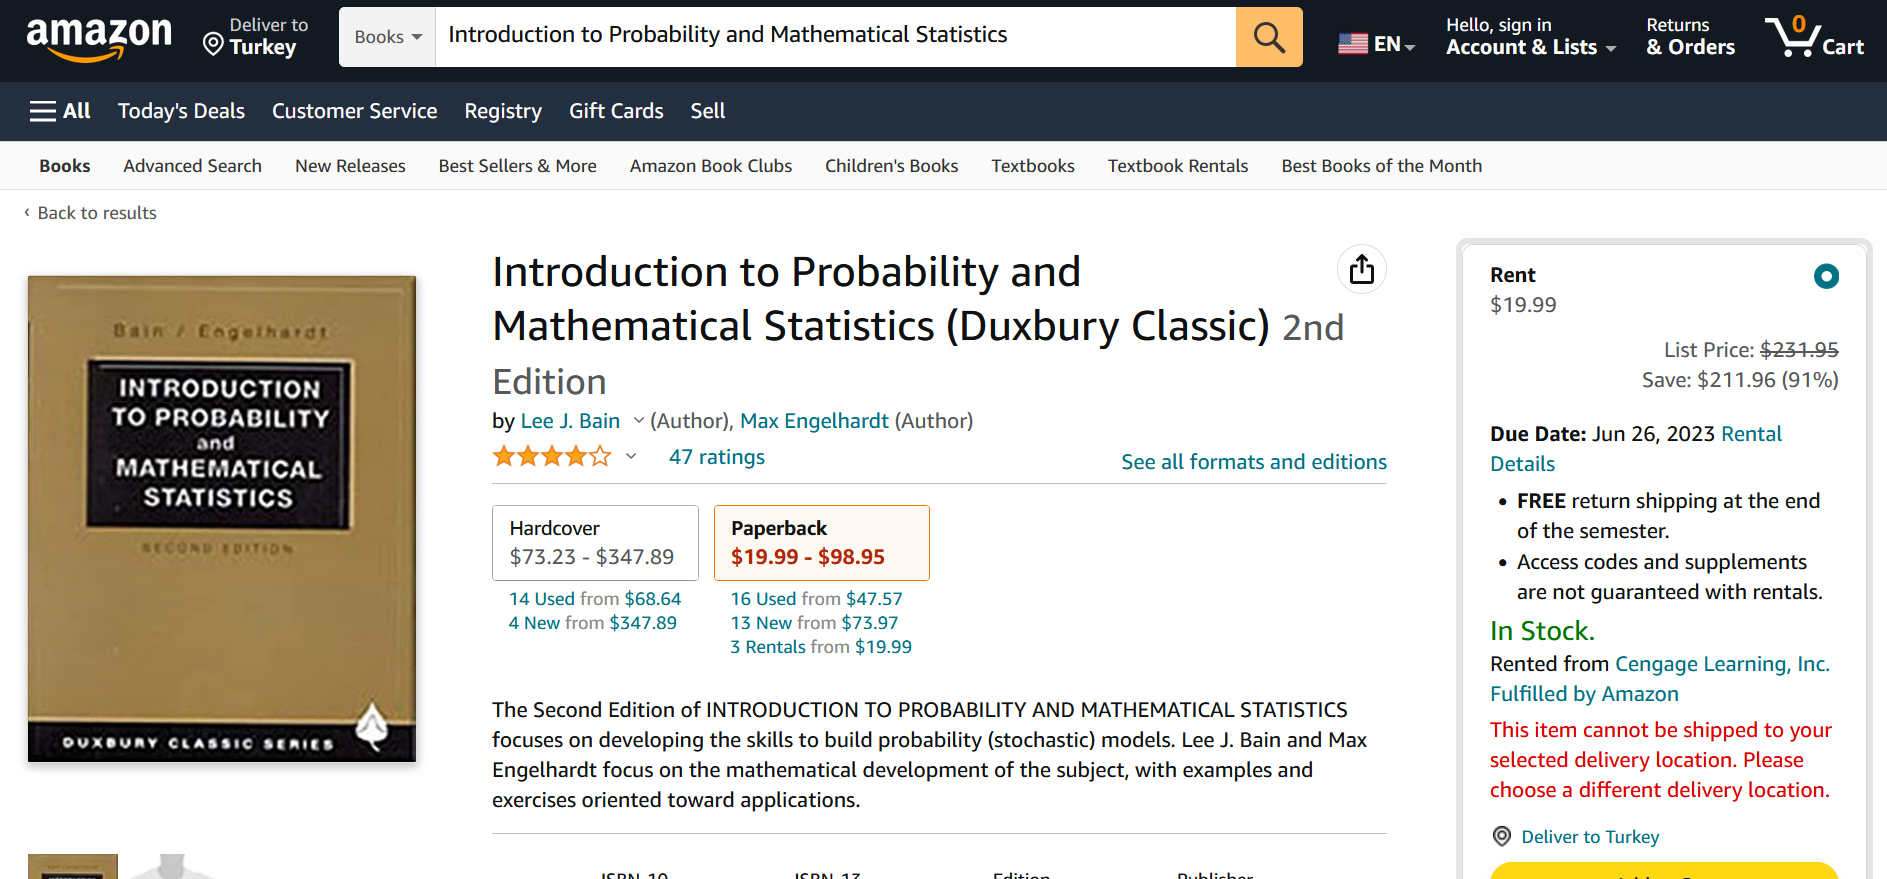 amazon
Deliver to
Turkey
Books
Introduction to Probability and Mathematical Statistics
EN
Hello, sign in
Account & Lists
Returns
& Orders
0
Cart
All
Today's Deals
Customer Service
Registry
Gift Cards
Sell
Books
Advanced Search
New Releases
Best Sellers & More
Amazon Book Clubs
Children's Books
Textbooks
Textbook Rentals
Best Books of the Month
‹ Back to results
Bain / Engelhardt
INTRODUCTION
TO PROBABILITY
and
MATHEMATICAL
STATISTICS
SECOND EDITION
DUXBURY CLASSIC SERIES
Introduction to Probability and
Mathematical Statistics (Duxbury Classic) 2nd
Edition
by Lee J. Bain (Author), Max Engelhardt (Author)
47 ratings
See all formats and editions
Hardcover
$73.23 - $347.89
14 Used from $68.64
4 New from $347.89
Paperback
$19.99 - $98.95
16 Used from $47.57
13 New from $73.97
3 Rentals from $19.99
The Second Edition of INTRODUCTION TO PROBABILITY AND MATHEMATICAL STATISTICS
focuses on developing the skills to build probability (stochastic) models. Lee J. Bain and Max
Engelhardt focus on the mathematical development of the subject, with examples and
exercises oriented toward applications.
ISBN-10
ISBN-13
Edition
Publisher
Rent
$19.99
List Price: $231.95
Save: $211.96 (91%)
Due Date: Jun 26, 2023 Rental
Details
• FREE return shipping at the end
of the semester.
• Access codes and supplements
are not guaranteed with rentals.
In Stock.
Rented from Cengage Learning, Inc.
Fulfilled by Amazon
This item cannot be shipped to your
selected delivery location. Please
choose a different delivery location.
Deliver to Turkey